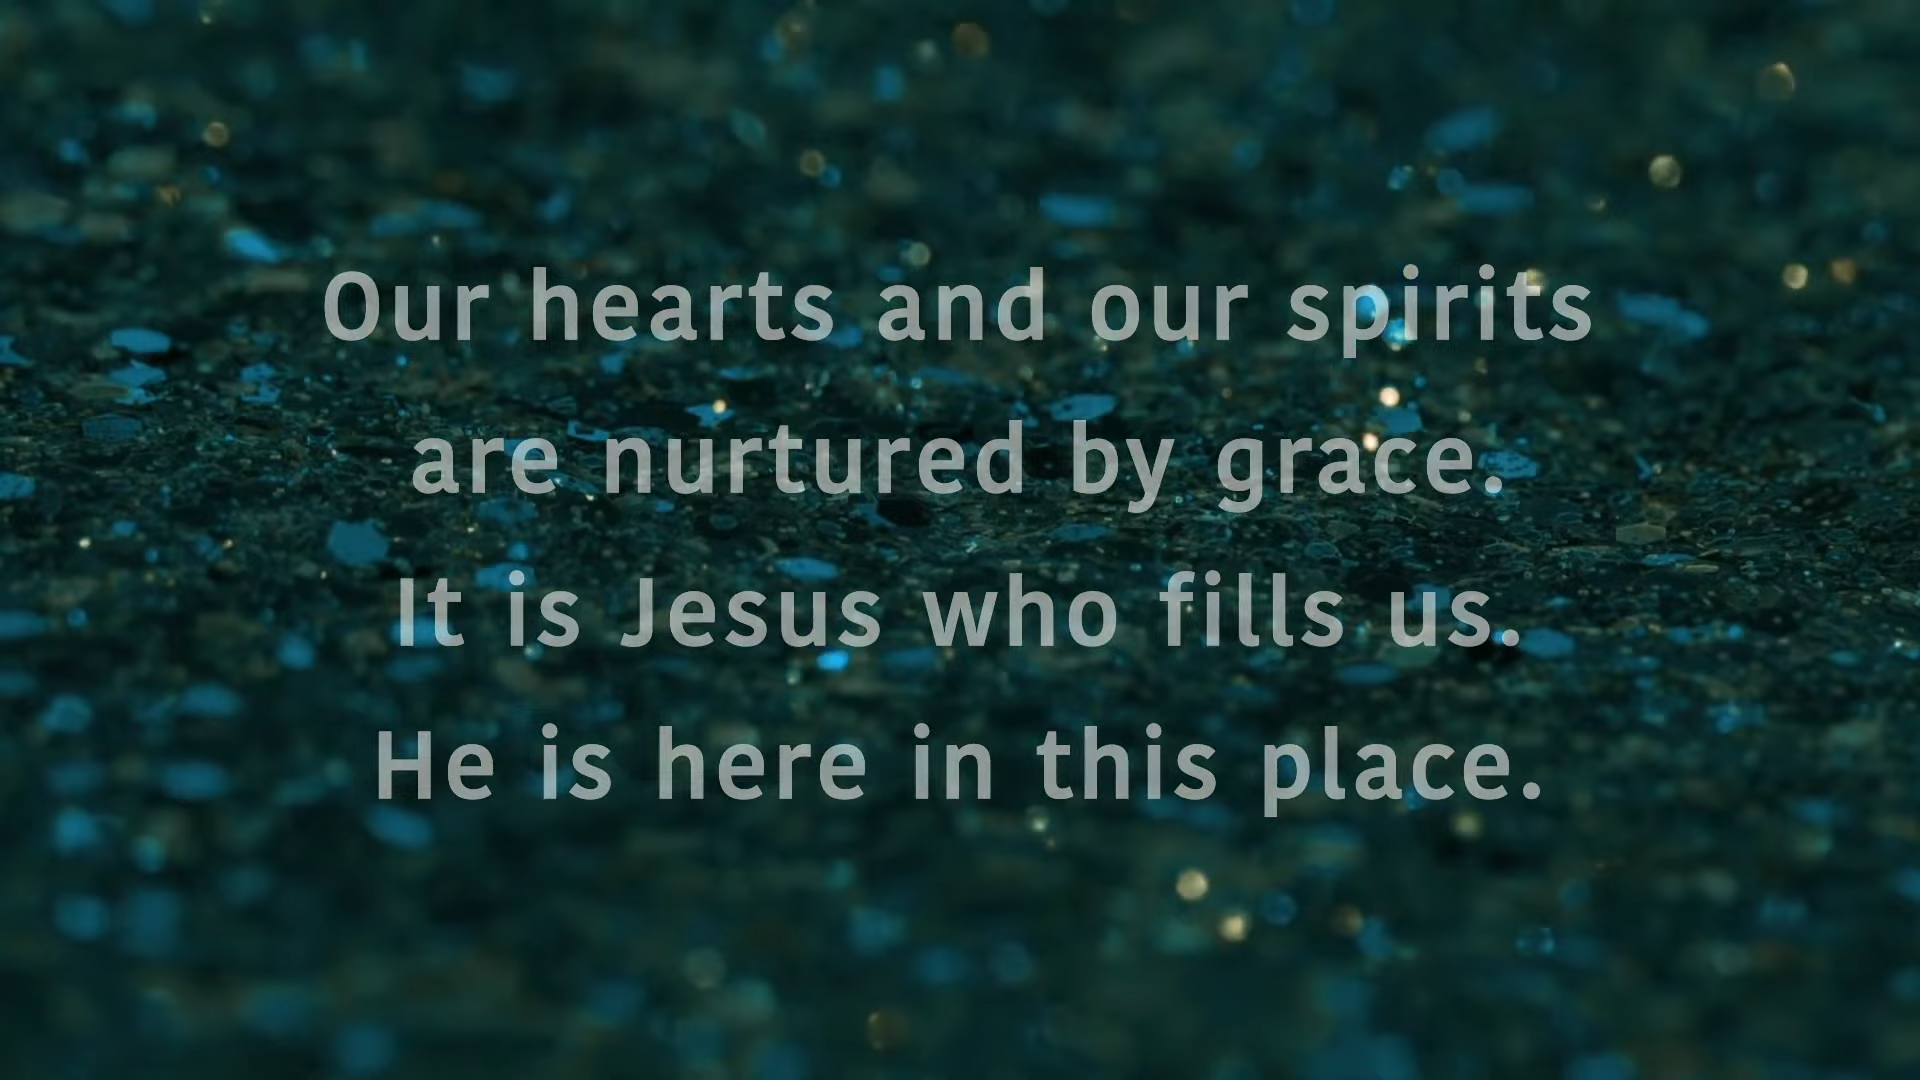 Our hearts and our spirits
are nurtured by grace.
It is Jesus who fills us.
He is here in this place.